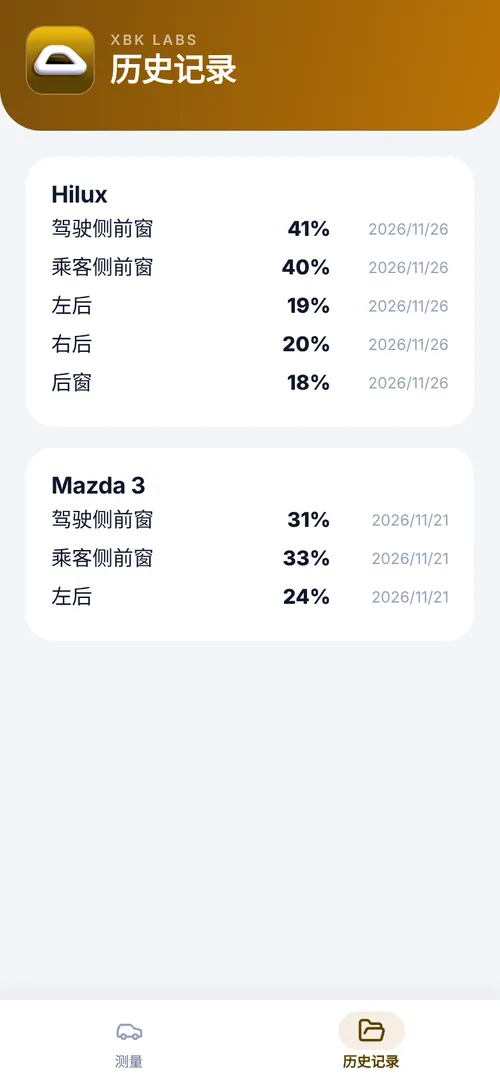 XBK LABS
历史记录
Hilux
驾驶侧前窗 41% 2026/11/26
乘客侧前窗 40% 2026/11/26
左后 19% 2026/11/26
右后 20% 2026/11/26
后窗 18% 2026/11/26
Mazda 3
驾驶侧前窗 31% 2026/11/21
乘客侧前窗 33% 2026/11/21
左后 24% 2026/11/21
测量 历史记录